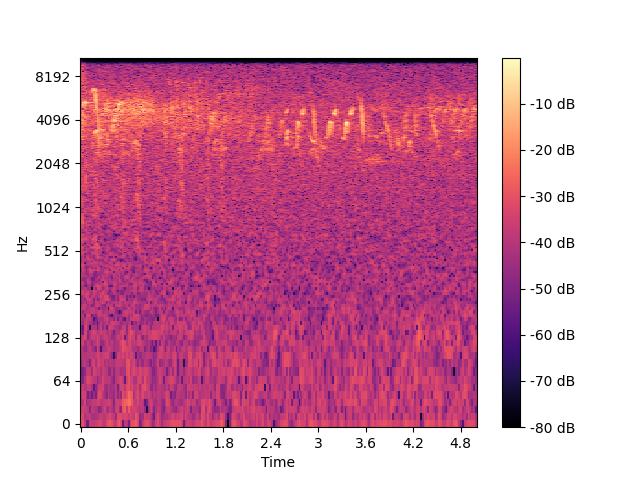 8192
4096
2048
1024
512
256
128
64
0
Hz
0 0.6 1.2 1.8 2.4 3 3.6 4.2 4.8
Time
-10 dB
-20 dB
-30 dB
-40 dB
-50 dB
-60 dB
-70 dB
-80 dB